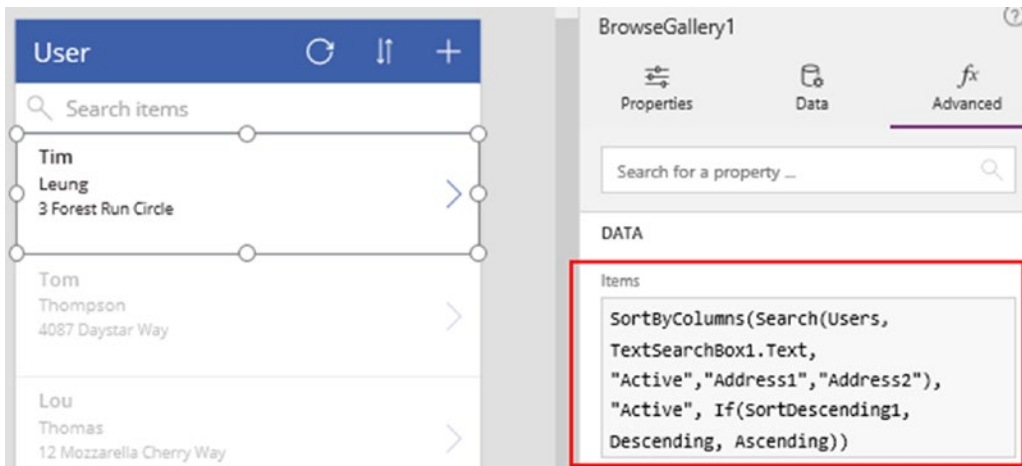 User
Search items
Tim
Leung
3 Forest Run Circle
Tom
Thompson
4087 Daystar Way
Lou
Thomas
12 Mozzarella Cherry Way
BrowseGallery1
?
Properties
Data
fx
Advanced
Search for a property ...
DATA
Items
SortByColumns(Search(Users,
TextSearchBox1.Text,
"Active","Address1","Address2"),
"Active", If(SortDescending1,
Descending, Ascending))